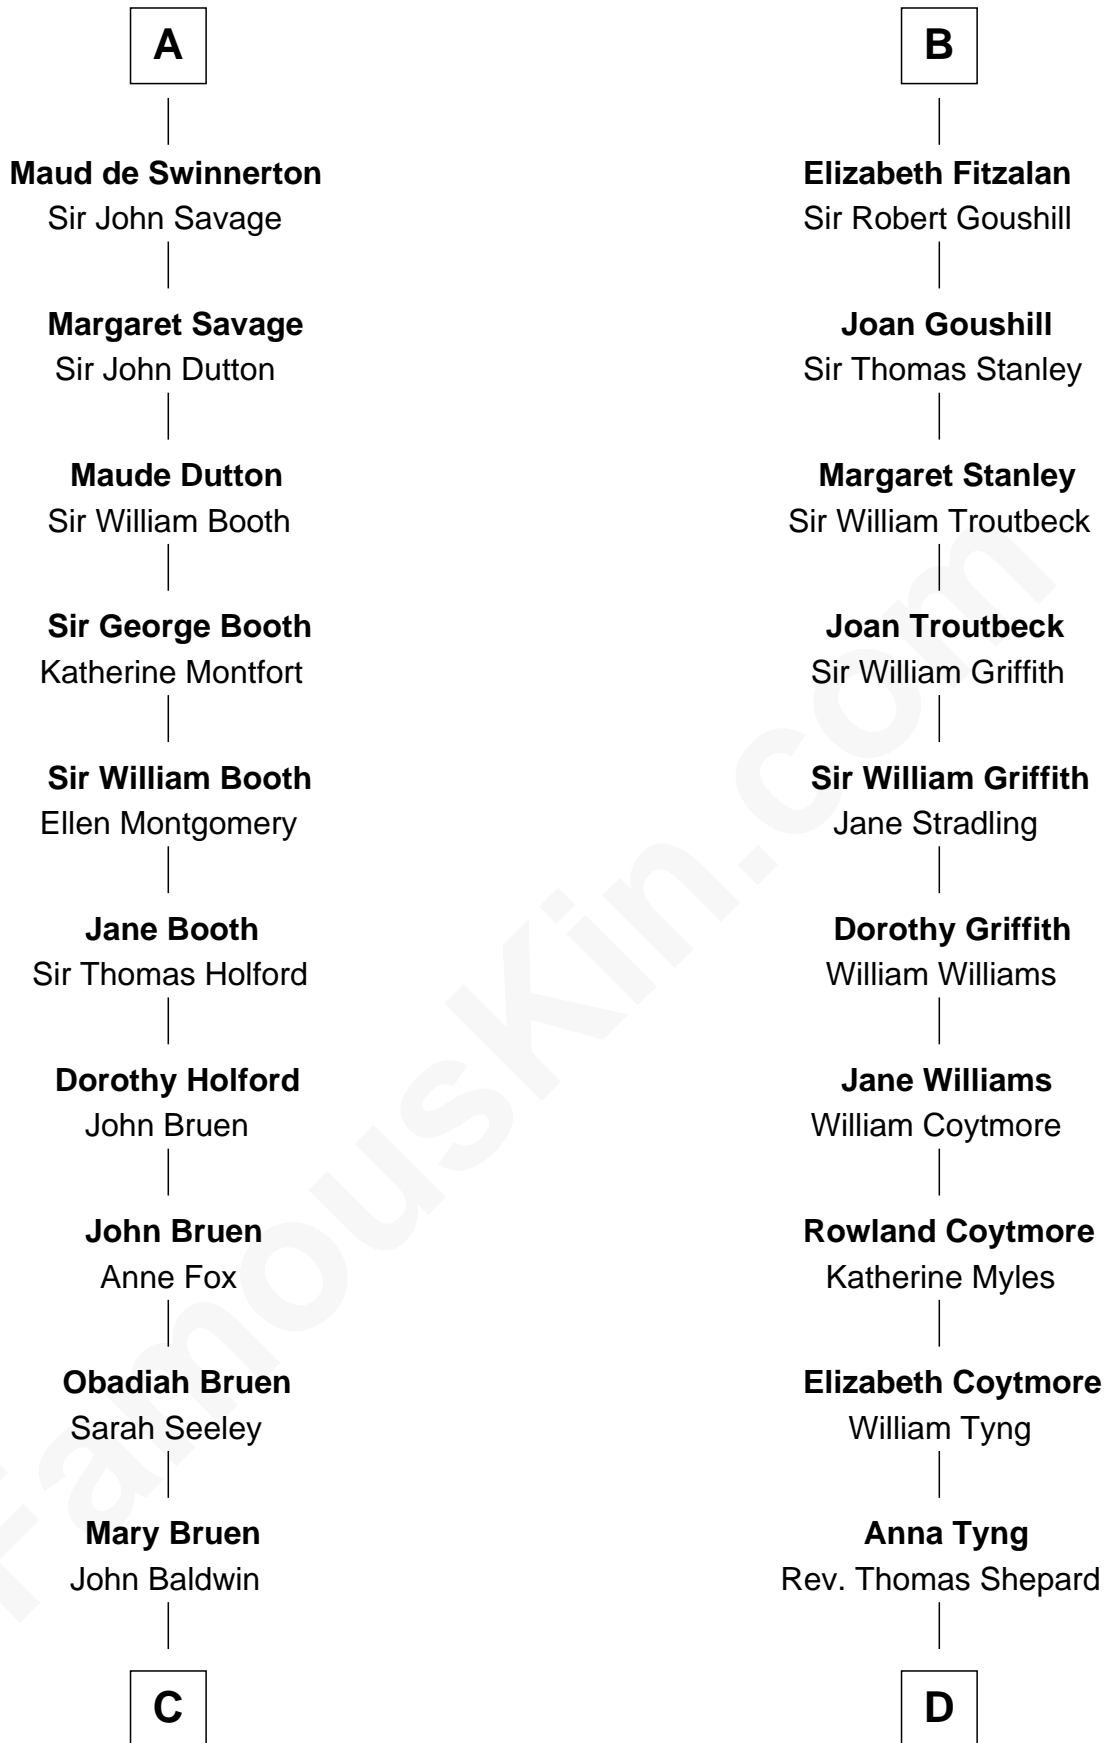 A
Maud de Swinnerton
Sir John Savage
Margaret Savage
Sir John Dutton
Maude Dutton
Sir William Booth
Sir George Booth
Katherine Montfort
Sir William Booth
Ellen Montgomery
Jane Booth
Sir Thomas Holford
Dorothy Holford
John Bruen
John Bruen
Anne Fox
Obadiah Bruen
Sarah Seeley
Mary Bruen
John Baldwin
C
B
Elizabeth Fitzalan
Sir Robert Goushill
Joan Goushill
Sir Thomas Stanley
Margaret Stanley
Sir William Troutbeck
Joan Troutbeck
Sir William Griffith
Sir William Griffith
Jane Stradling
Dorothy Griffith
William Williams
Jane Williams
William Coytmore
Rowland Coytmore
Katherine Myles
Elizabeth Coytmore
William Tyng
Anna Tyng
Rev. Thomas Shepard
D
FamousKin.com